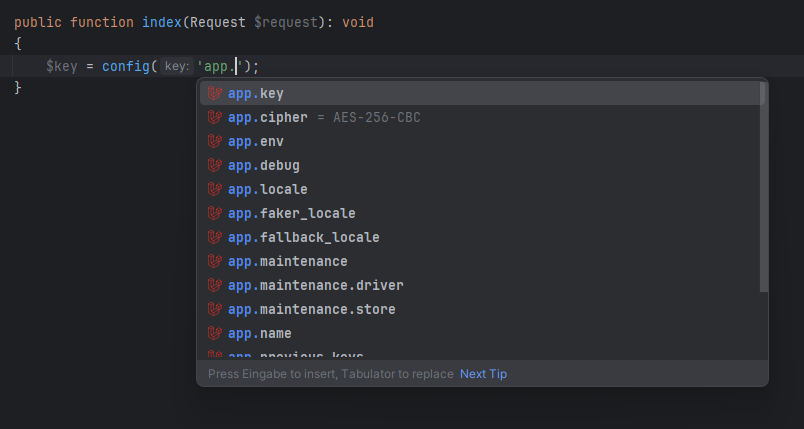 public function index(Request $request): void
{
$key = config( key: 'app.');
}
app.key
app.cipher = AES-256-CBC
app.env
app.debug
app.locale
app.faker_locale
app.fallback_locale
app.maintenance
app.maintenance.driver
app.maintenance.store
app.name
app.previous_keys
Press Eingabe to insert, Tabulator to replace Next Tip